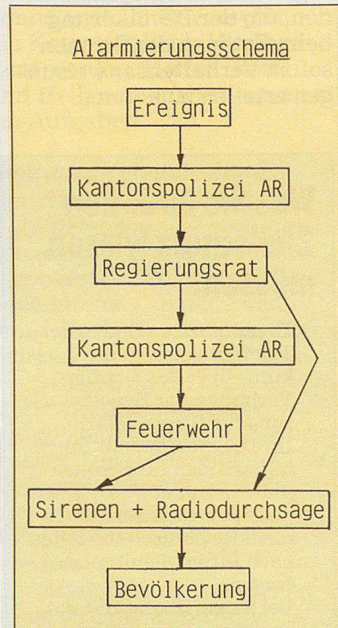 Alarmierungsschema
Ereignis
Kantonspolizei AR
Regierungsrat
Kantonspolizei AR
Feuerwehr
Sirenen + Radiodurchsage
Bevölkerung